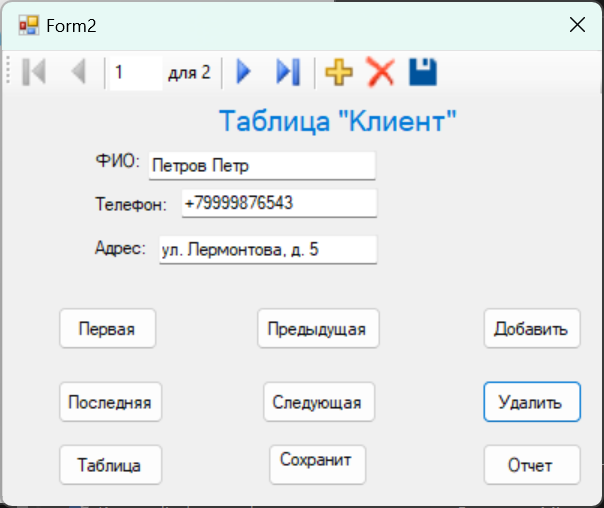 Form2
1 для 2
Таблица "Клиент"
ФИО: Петров Петр
Телефон: +79999876543
Адрес: ул. Лермонтова, д. 5
Первая Предыдущая Добавить
Последняя Следующая Удалить
Таблица Сохранит Отчет